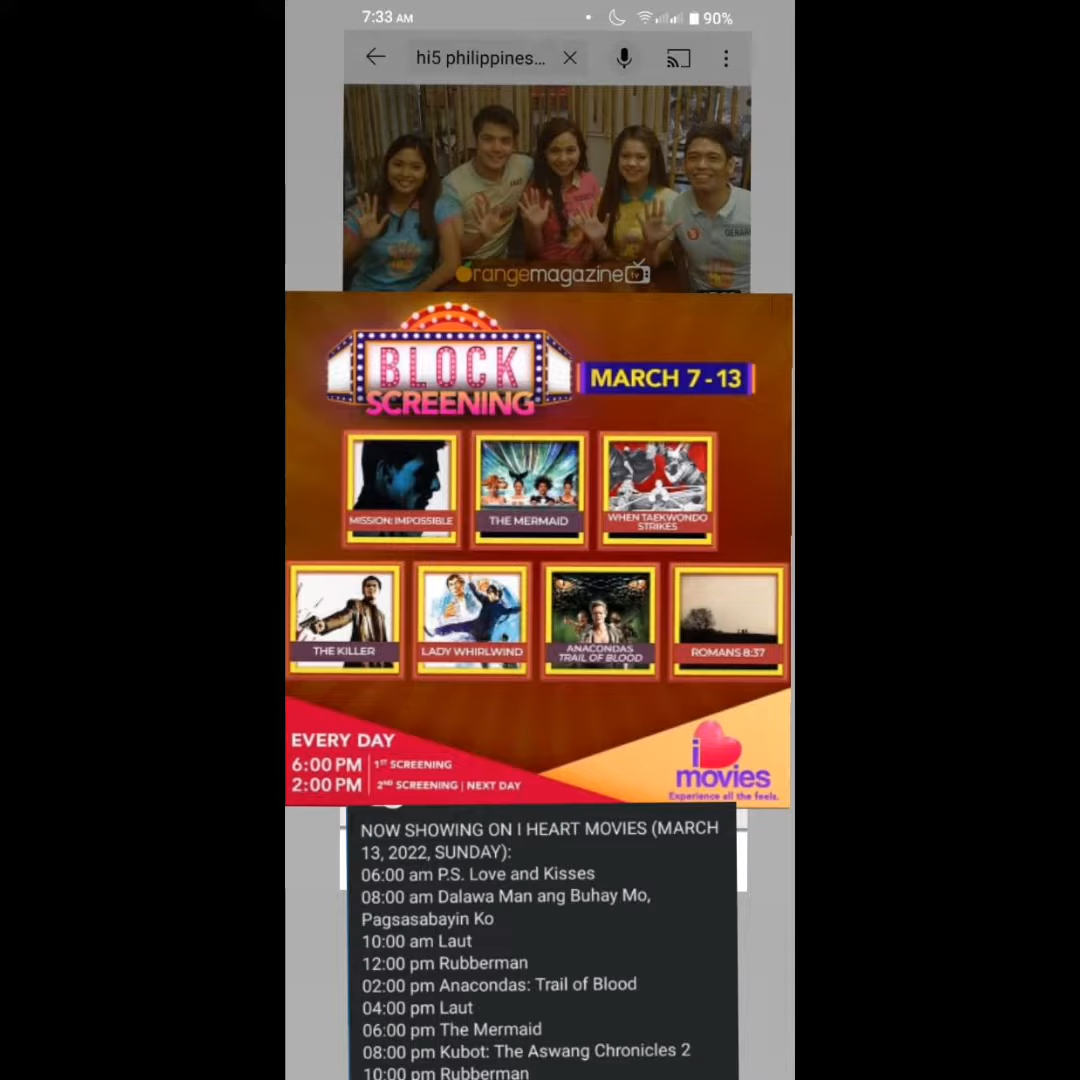 7:33 AM
90%
hi5 philippines...
orangemagazine tv
BLOCK
SCREENING
MARCH 7 - 13
MISSION: IMPOSSIBLE
THE MERMAID
WHEN TAEKWONDO
STRIKES
THE KILLER
LADY WHIRLWIND
ANACONDAS
TRAIL OF BLOOD
ROMANS 8:37
EVERY DAY
6:00 PM 1ST SCREENING
2:00 PM 2ND SCREENING | NEXT DAY
i
movies
Experience all the feels.
NOW SHOWING ON I HEART MOVIES (MARCH
13, 2022, SUNDAY):
06:00 am P.S. Love and Kisses
08:00 am Dalawa Man ang Buhay Mo,
Pagsasabayin Ko
10:00 am Laut
12:00 pm Rubberman
02:00 pm Anacondas: Trail of Blood
04:00 pm Laut
06:00 pm The Mermaid
08:00 pm Kubot: The Aswang Chronicles 2
10:00 pm Rubberman